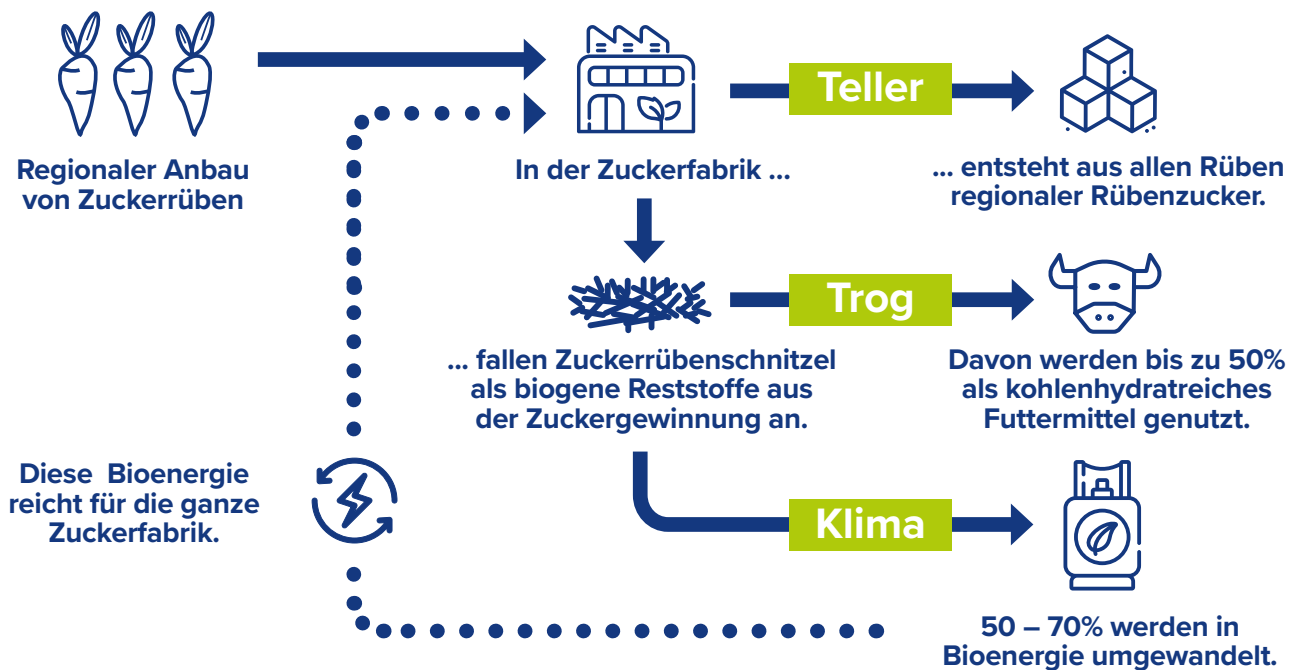 Regionaler Anbau
von Zuckerrüben
In der Zuckerfabrik ...
Teller
... entsteht aus allen Rüben
regionaler Rübenzucker.
... fallen Zuckerrübenschnitzel
als biogene Reststoffe aus
der Zuckergewinnung an.
Trog
Davon werden bis zu 50%
als kohlenhydratreiches
Futtermittel genutzt.
Klima
50 – 70% werden in
Bioenergie umgewandelt.
Diese Bioenergie
reicht für die ganze
Zuckerfabrik.